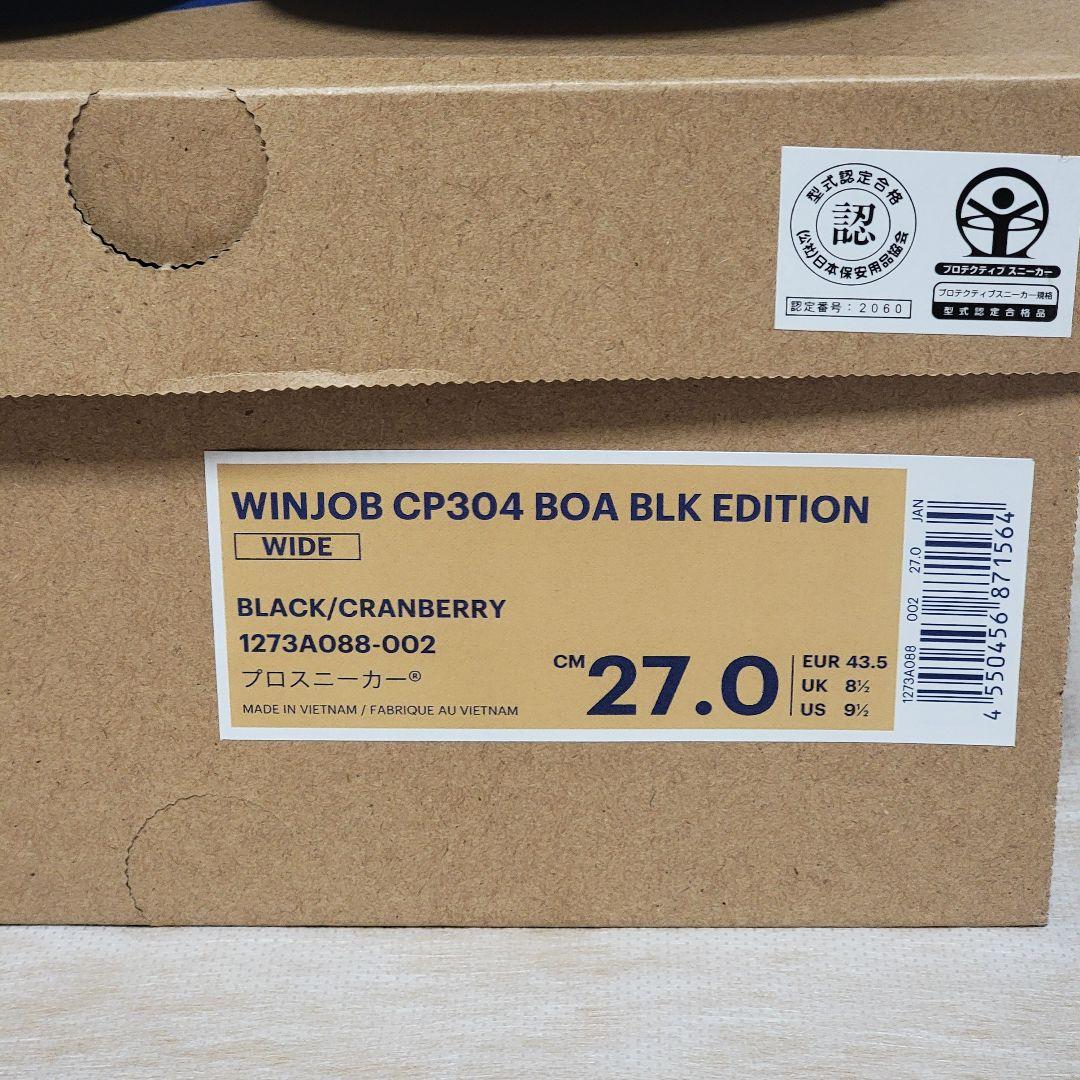 型式認定合格
認
(公社)日本保安用品協会
認定番号:2060
プロテクティブ スニーカー
プロテクティブスニーカー規格
型式認定合格品
WINJOB CP304 BOA BLK EDITION
WIDE
BLACK/CRANBERRY
1273A088-002
プロスニーカー®
MADE IN VIETNAM / FABRIQUE AU VIETNAM
CM 27.0
EUR 43.5
UK 8½
US 9½
1273A088 002 27.0 JAN
4 550456 871564